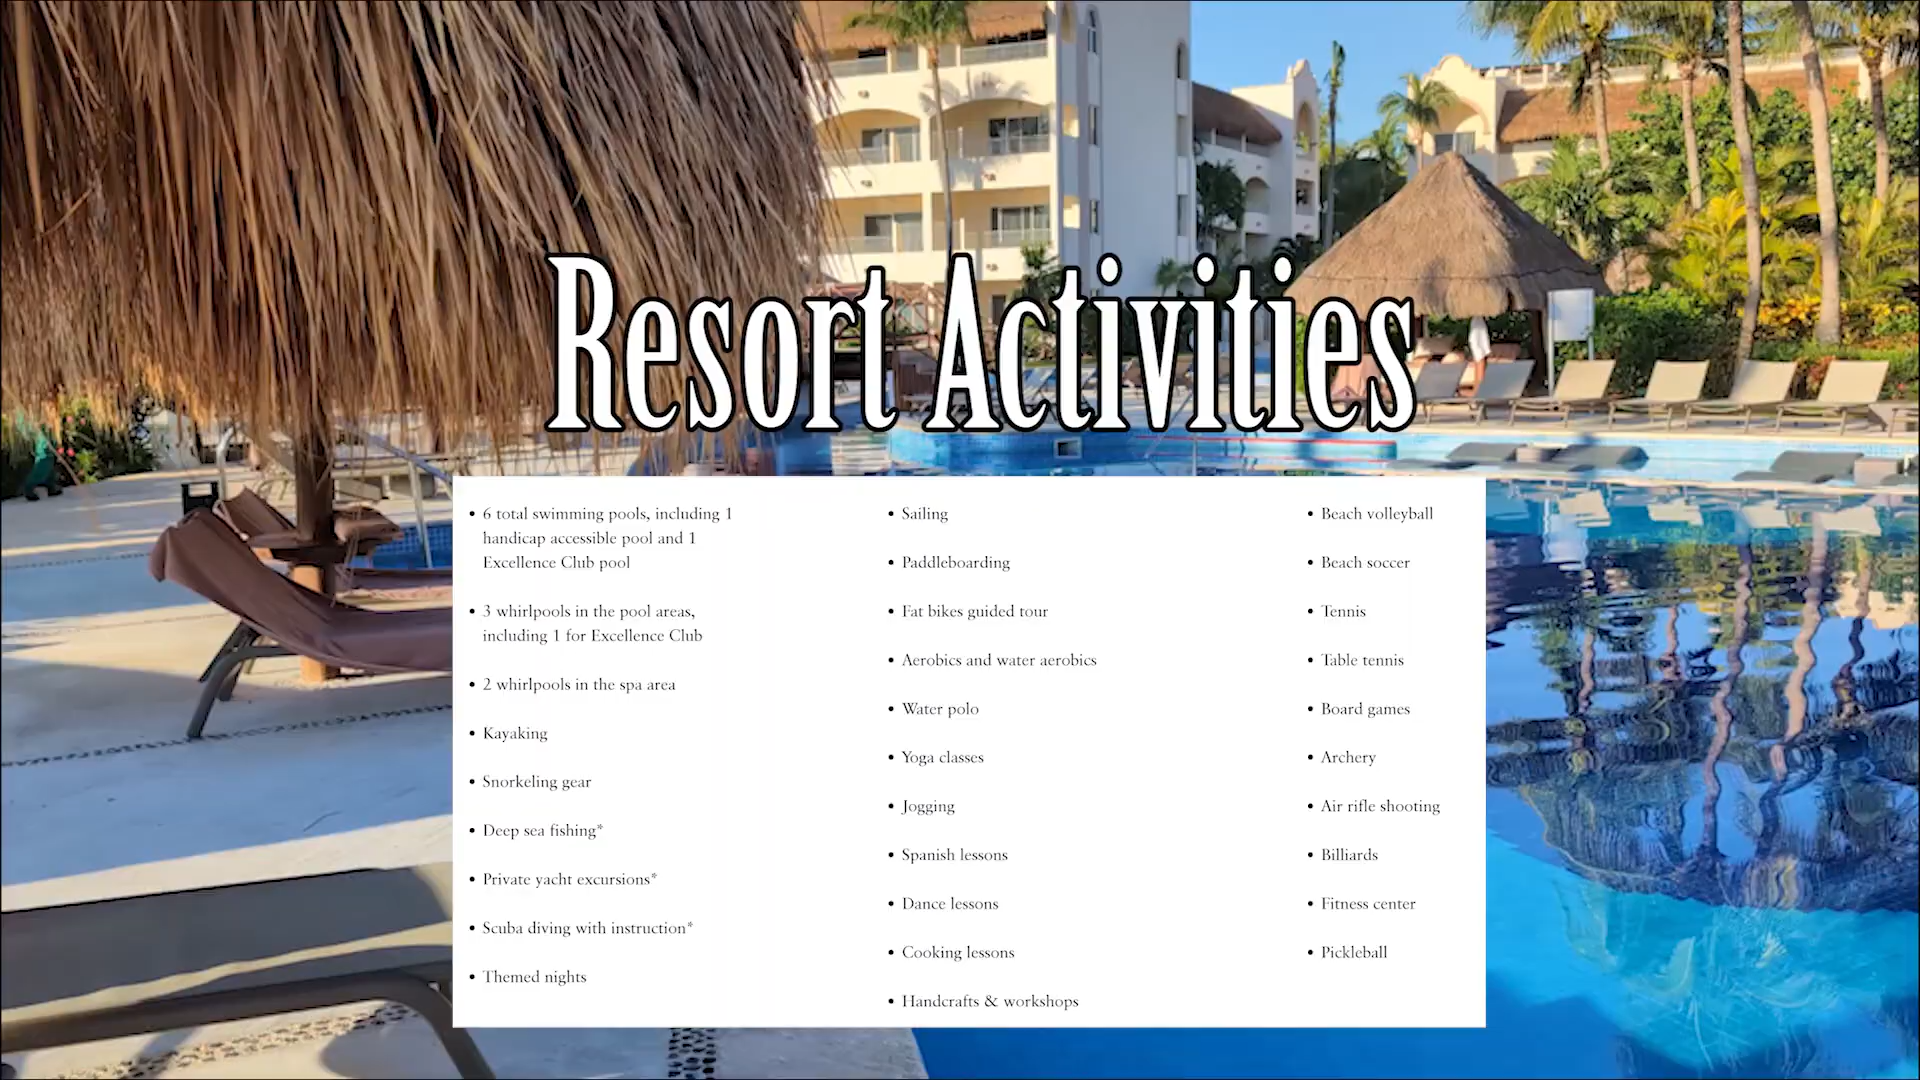 Resort Activities
• 6 total swimming pools, including 1
handicap accessible pool and 1
Excellence Club pool
• 3 whirlpools in the pool areas,
including 1 for Excellence Club
• 2 whirlpools in the spa area
• Kayaking
• Snorkeling gear
• Deep sea fishing*
• Private yacht excursions*
• Scuba diving with instruction*
• Themed nights
• Sailing
• Paddleboarding
• Fat bikes guided tour
• Aerobics and water aerobics
• Water polo
• Yoga classes
• Jogging
• Spanish lessons
• Dance lessons
• Cooking lessons
• Handcrafts & workshops
• Beach volleyball
• Beach soccer
• Tennis
• Table tennis
• Board games
• Archery
• Air rifle shooting
• Billiards
• Fitness center
• Pickleball